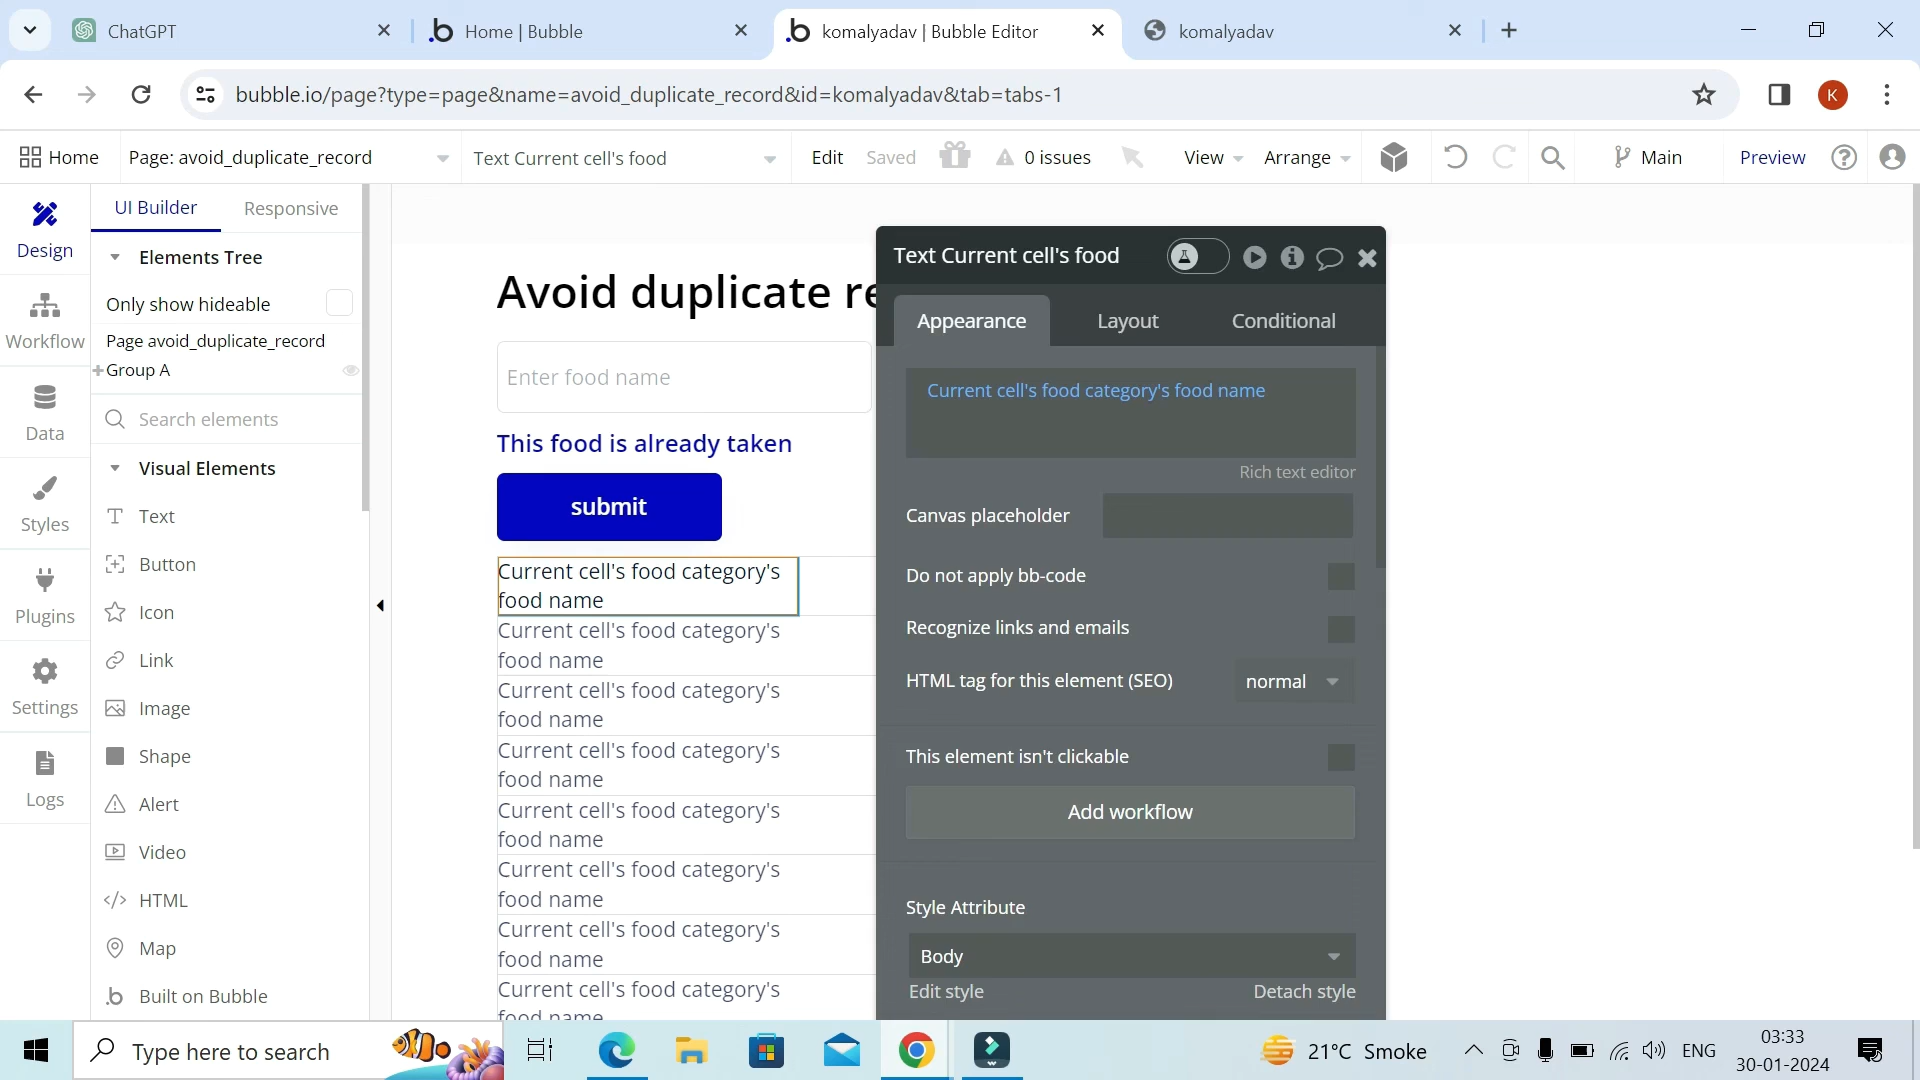 ChatGPT
Home | Bubble
komalyadav | Bubble Editor
komalyadav
bubble.io/page?type=page&name=avoid_duplicate_record&id=komalyadav&tab=tabs-1
K
Home
Page: avoid_duplicate_record
Text Current cell's food
Edit
Saved
0 issues
View
Arrange
Main
Preview
Design
Workflow
Data
Styles
Plugins
Settings
Logs
UI Builder
Responsive
Elements Tree
Only show hideable
Page avoid_duplicate_record
Group A
Search elements
Visual Elements
Text
Button
Icon
Link
Image
Shape
Alert
Video
HTML
Map
Built on Bubble
Avoid duplicate re
Enter food name
This food is already taken
submit
Current cell's food category's
food name
Current cell's food category's
food name
Current cell's food category's
food name
Current cell's food category's
food name
Current cell's food category's
food name
Current cell's food category's
food name
Current cell's food category's
food name
Current cell's food category's
food name
Text Current cell's food
Appearance
Layout
Conditional
Current cell's food category's food name
Rich text editor
Canvas placeholder
Do not apply bb-code
Recognize links and emails
HTML tag for this element (SEO)
normal
This element isn't clickable
Add workflow
Style Attribute
Body
Edit style
Detach style
Type here to search
21°C Smoke
ENG
03:33
30-01-2024